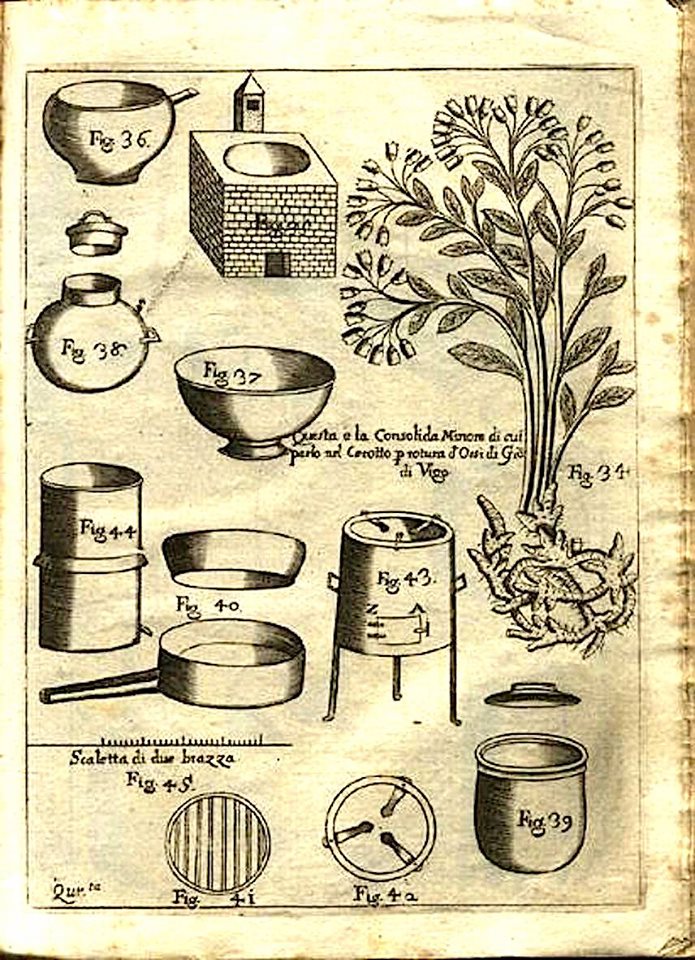 Fig. 36.
Fig. 38.
Fig 37
Questa e la Consolida Minore di cui
parlo nel Cerotto p rotura d'Ossi di Gio
di Vigo
Fig. 34
Fig 44
Fig. 43.
N A
Fig 40.
Scaletta di due brazza
Fig. 45.
Fig. 39
Fig. 41
Fig. 42
Qur.ta